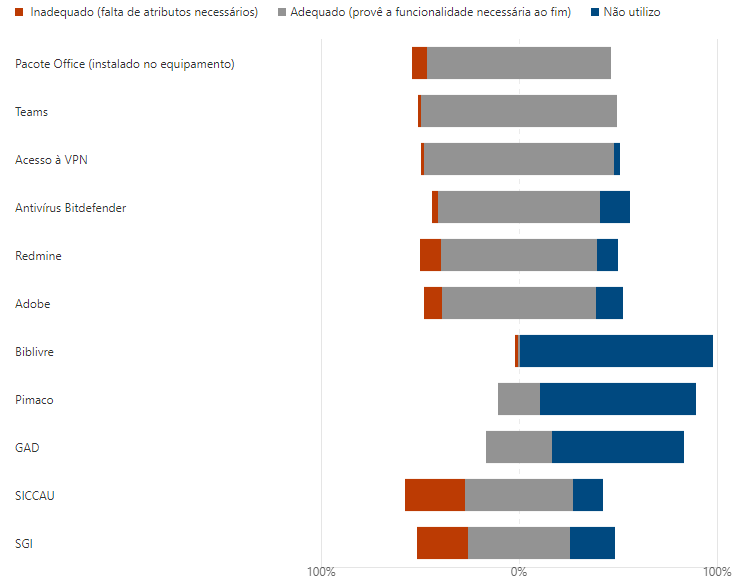 Inadequado (falta de atributos necessários) Adequado (provê a funcionalidade necessária ao fim) Não utilizo
Pacote Office (instalado no equipamento)
Teams
Acesso à VPN
Antivírus Bitdefender
Redmine
Adobe
Biblivre
Pimaco
GAD
SICCAU
SGI
100% 0% 100%